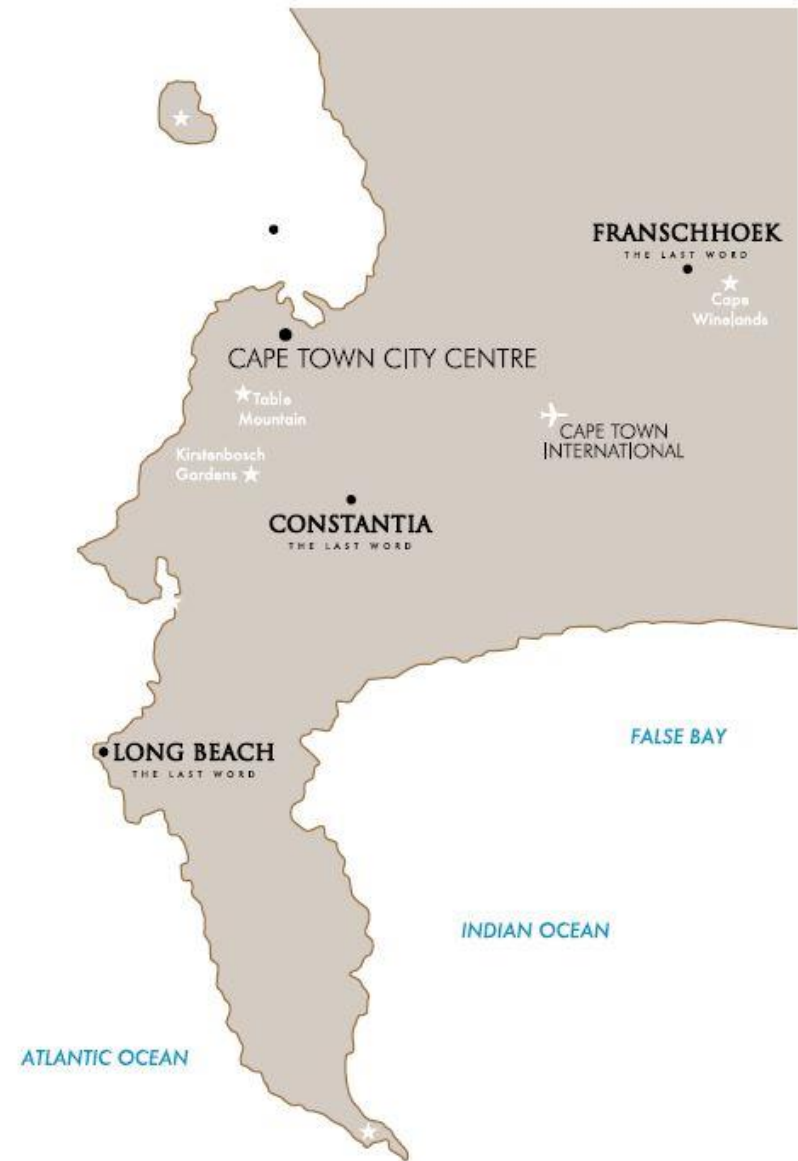 FRANSCHHOEK
THE LAST WORD
Cape
Winelands
CAPE TOWN CITY CENTRE
Table
Mountain
CAPE TOWN
INTERNATIONAL
Kirstenbosch
Gardens
CONSTANTIA
THE LAST WORD
FALSE BAY
LONG BEACH
THE LAST WORD
INDIAN OCEAN
ATLANTIC OCEAN